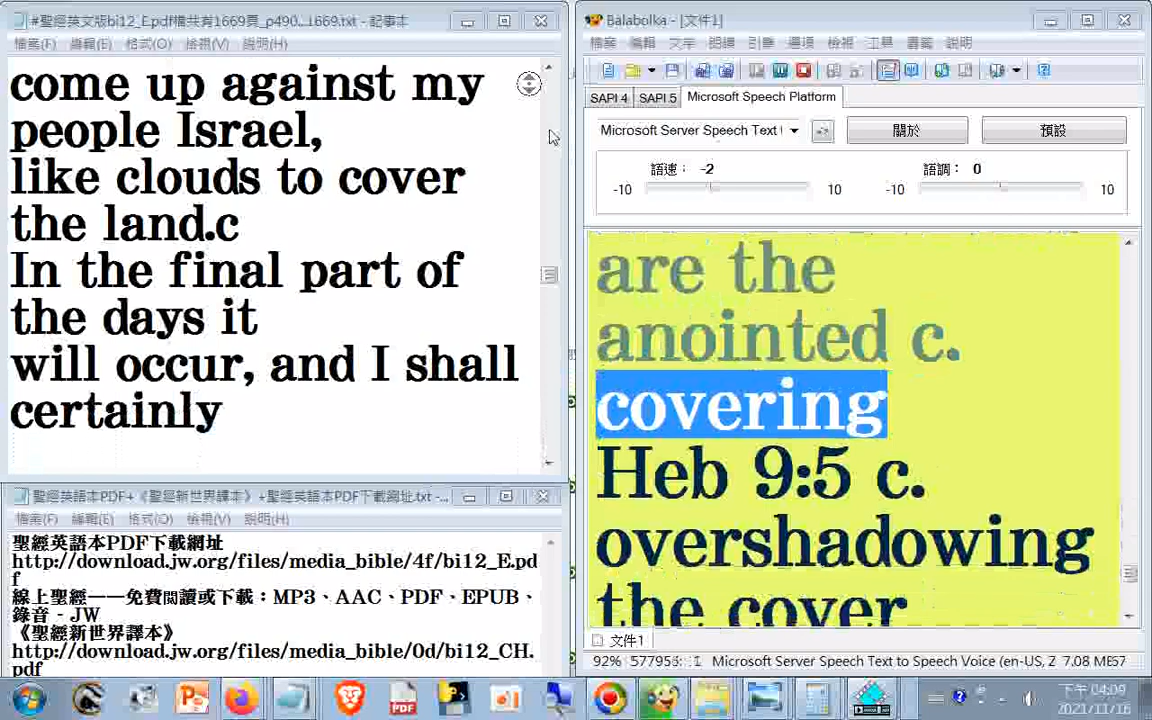 #聖經英文版bi12_E.pdf檔共有1669頁_p490...1669.txt - 記事本
檔案(F) 編輯(E) 格式(O) 檢視(V) 說明(H)
come up against my
people Israel,
like clouds to cover
the land.c
In the final part of
the days it
will occur, and I shall
certainly
聖經英語本PDF+《聖經新世界譯本》+聖經英語本PDF下載網址.txt - ...
檔案(F) 編輯(E) 格式(O) 檢視(V) 說明(H)
聖經英語本PDF下載網址
http://download.jw.org/files/media_bible/4f/bi12_E.pd
f
線上聖經——免費閱讀或下載：MP3、AAC、PDF、EPUB、
錄音 - JW
《聖經新世界譯本》
http://download.jw.org/files/media_bible/0d/bi12_CH.
pdf
Balabolka - [文件1]
檔案 編輯 文字 朗讀 引擎 選項 檢視 工具 書籤 說明
SAPI 4 SAPI 5 Microsoft Speech Platform
Microsoft Server Speech Text 關於 預設
語速： -2 語調： 0
-10 10 -10 10
are the
anointed c.
covering
Heb 9:5 c.
overshadowing
the cover
文件1
92% 577953: 1 Microsoft Server Speech Text to Speech Voice (en-US, Z 7.08 ME57
下午 04:09
2021/11/16